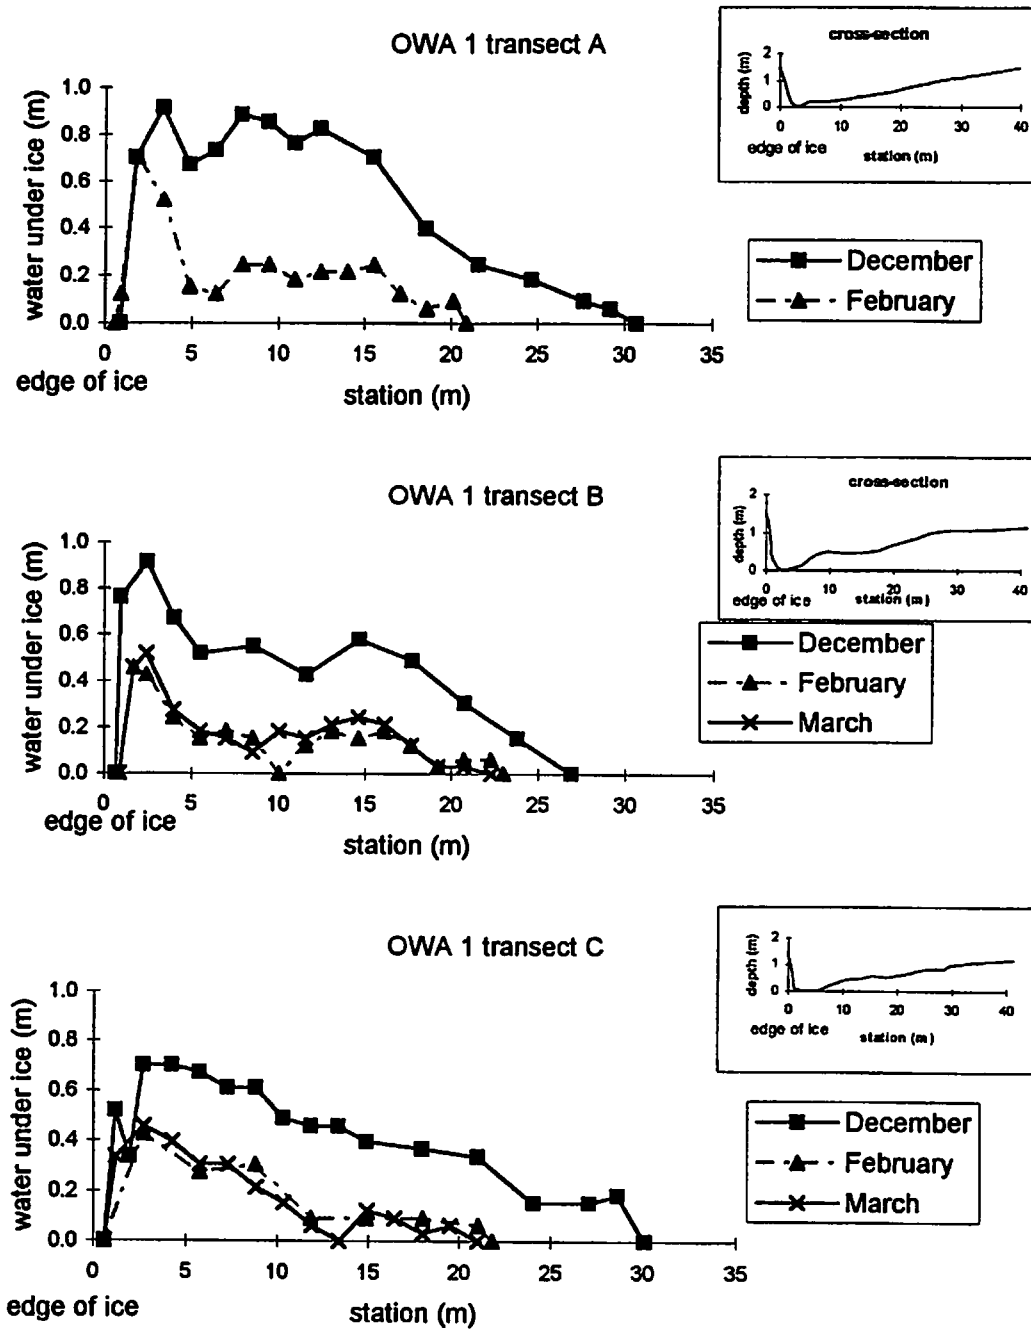 OWA 1 transect A
water under ice (m)
1.0
0.8
0.6
0.4
0.2
0.0
0 5 10 15 20 25 30 35
edge of ice
station (m)
cross-section
depth (m)
2
1
0
0 10 20 30 40
edge of ice
station (m)
December
February
OWA 1 transect B
water under ice (m)
1.0
0.8
0.6
0.4
0.2
0.0
0 5 10 15 20 25 30 35
edge of ice
station (m)
cross-section
depth (m)
2
1
0
0 10 20 30 40
edge of ice
station (m)
December
February
March
OWA 1 transect C
water under ice (m)
1.0
0.8
0.6
0.4
0.2
0.0
0 5 10 15 20 25 30 35
edge of ice
station (m)
cross-section
depth (m)
2
1
0
0 10 20 30 40
edge of ice
station (m)
December
February
March